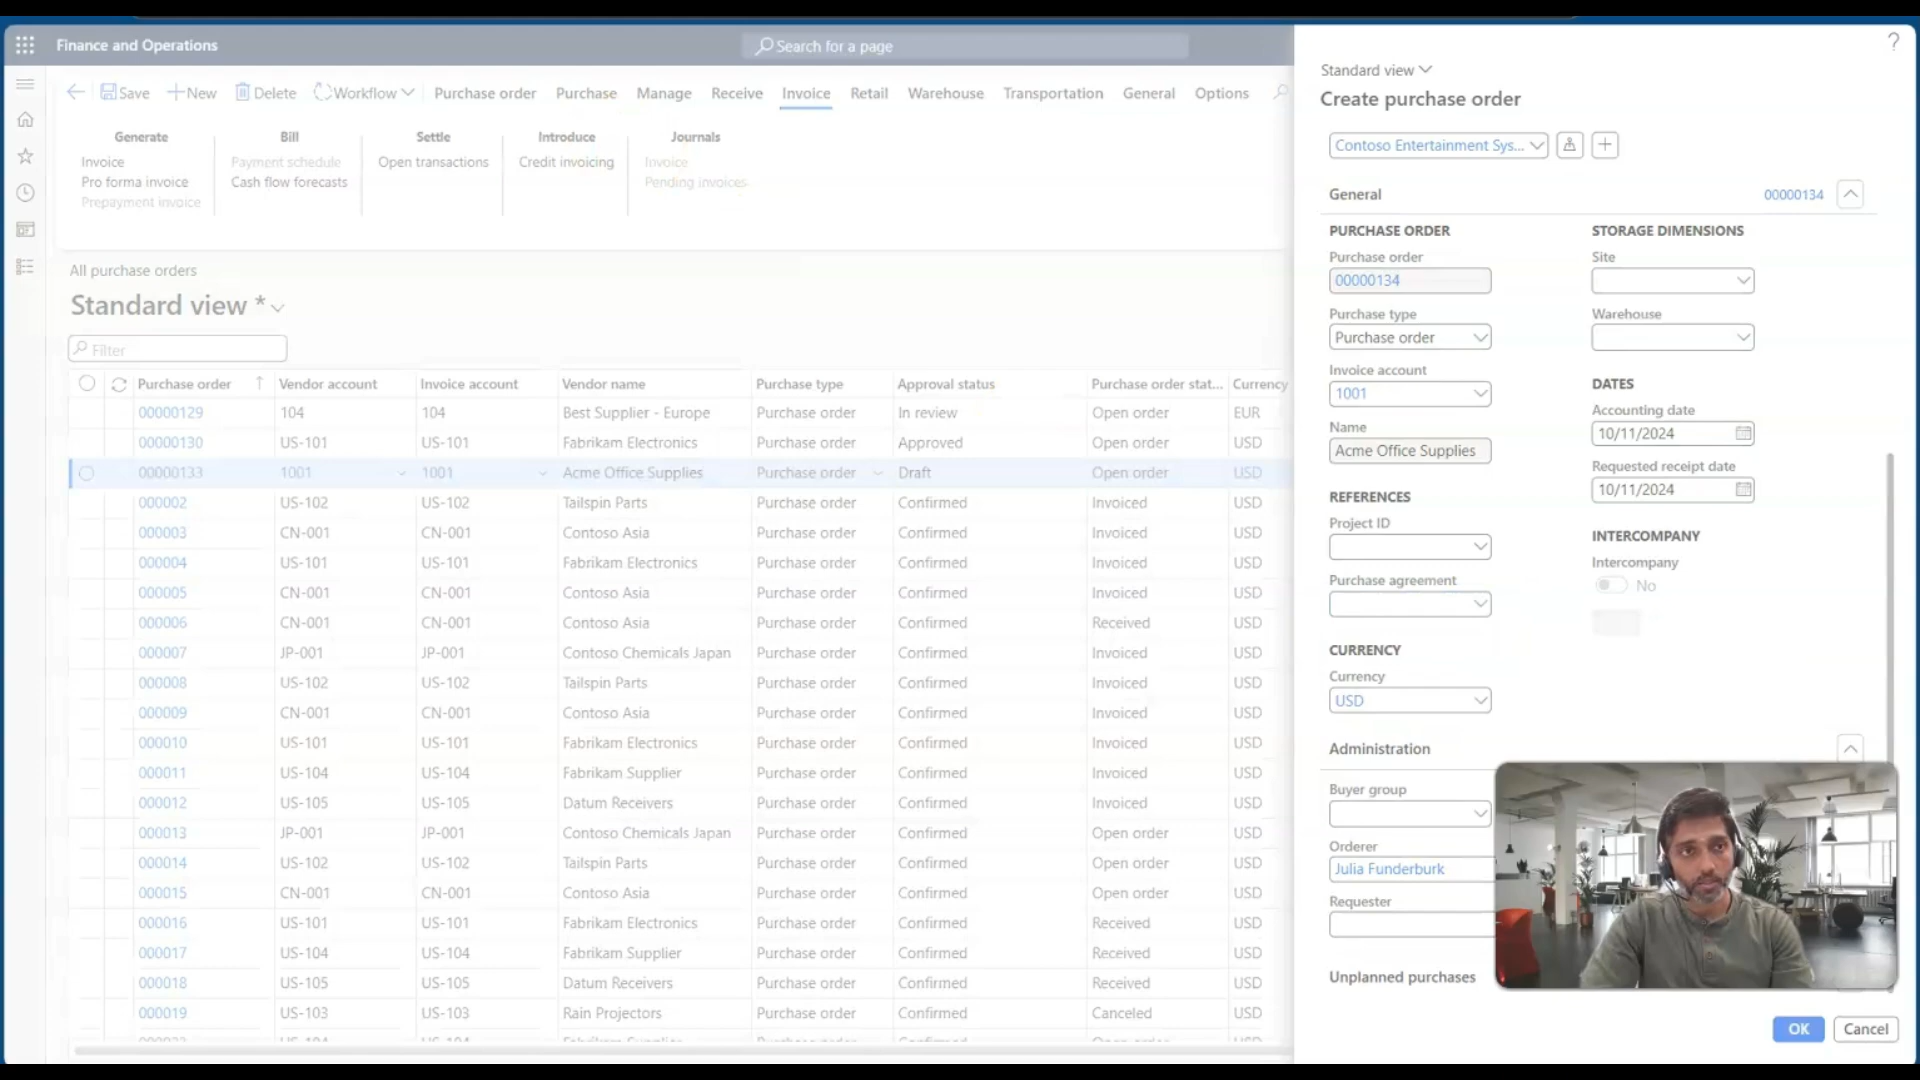 Finance and Operations
Search for a page
?
Save New Delete Workflow Purchase order Purchase Manage Receive Invoice Retail Warehouse Transportation General Options
Generate Bill Settle Introduce Journals
Invoice Payment schedule Open transactions Credit invoicing Invoice
Pro forma invoice Cash flow forecasts Pending invoices
Prepayment invoice
All purchase orders
Standard view *
Filter
Purchase order Vendor account Invoice account Vendor name Purchase type Approval status Purchase order stat... Currency
00000129 104 104 Best Supplier - Europe Purchase order In review Open order EUR
00000130 US-101 US-101 Fabrikam Electronics Purchase order Approved Open order USD
00000133 1001 1001 Acme Office Supplies Purchase order Draft Open order USD
000002 US-102 US-102 Tailspin Parts Purchase order Confirmed Invoiced USD
000003 CN-001 CN-001 Contoso Asia Purchase order Confirmed Invoiced USD
000004 US-101 US-101 Fabrikam Electronics Purchase order Confirmed Invoiced USD
000005 CN-001 CN-001 Contoso Asia Purchase order Confirmed Invoiced USD
000006 CN-001 CN-001 Contoso Asia Purchase order Confirmed Received USD
000007 JP-001 JP-001 Contoso Chemicals Japan Purchase order Confirmed Invoiced USD
000008 US-102 US-102 Tailspin Parts Purchase order Confirmed Invoiced USD
000009 CN-001 CN-001 Contoso Asia Purchase order Confirmed Invoiced USD
000010 US-101 US-101 Fabrikam Electronics Purchase order Confirmed Invoiced USD
000011 US-104 US-104 Fabrikam Supplier Purchase order Confirmed Invoiced USD
000012 US-105 US-105 Datum Receivers Purchase order Confirmed Invoiced USD
000013 JP-001 JP-001 Contoso Chemicals Japan Purchase order Confirmed Open order USD
000014 US-102 US-102 Tailspin Parts Purchase order Confirmed Open order USD
000015 CN-001 CN-001 Contoso Asia Purchase order Confirmed Open order USD
000016 US-101 US-101 Fabrikam Electronics Purchase order Confirmed Received USD
000017 US-104 US-104 Fabrikam Supplier Purchase order Confirmed Received USD
000018 US-105 US-105 Datum Receivers Purchase order Confirmed Received USD
000019 US-103 US-103 Rain Projectors Purchase order Confirmed Canceled USD
Standard view
Create purchase order
Contoso Entertainment Sys...
General 00000134
PURCHASE ORDER
Purchase order
00000134
Purchase type
Purchase order
Invoice account
1001
Name
Acme Office Supplies
REFERENCES
Project ID
Purchase agreement
CURRENCY
Currency
USD
STORAGE DIMENSIONS
Site
Warehouse
DATES
Accounting date
10/11/2024
Requested receipt date
10/11/2024
INTERCOMPANY
Intercompany
No
Administration
Buyer group
Orderer
Julia Funderburk
Requester
Unplanned purchases
OK Cancel